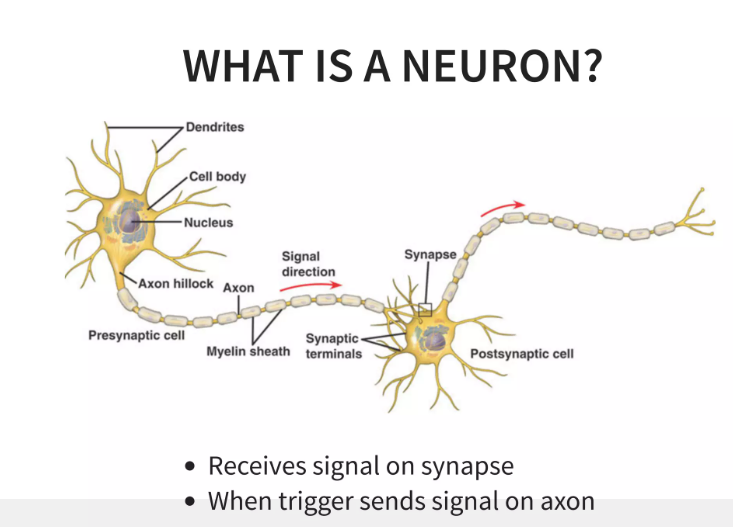 WHAT IS A NEURON?
Dendrites
Cell body
Nucleus
Axon hillock
Axon
Signal
direction
Synapse
Presynaptic cell
Myelin sheath
Synaptic
terminals
Postsynaptic cell
• Receives signal on synapse
• When trigger sends signal on axon